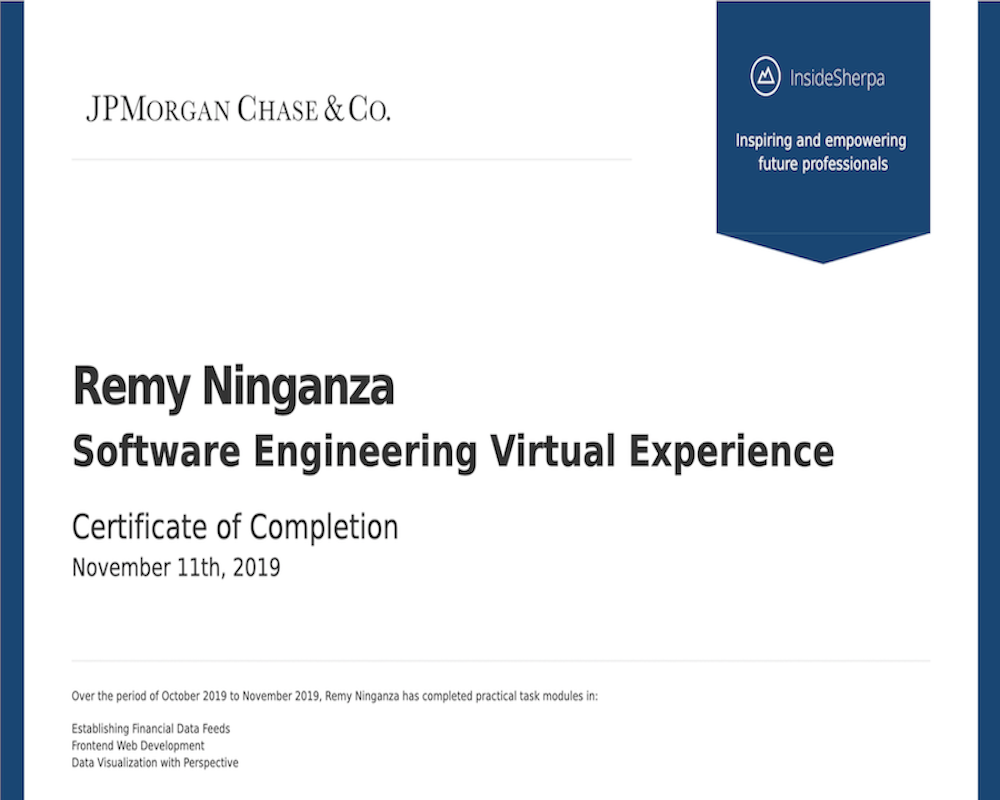 JPMORGAN CHASE & CO.
InsideSherpa
Inspiring and empowering
future professionals
Remy Ninganza
Software Engineering Virtual Experience
Certificate of Completion
November 11th, 2019
Over the period of October 2019 to November 2019, Remy Ninganza has completed practical task modules in:
Establishing Financial Data Feeds
Frontend Web Development
Data Visualization with Perspective